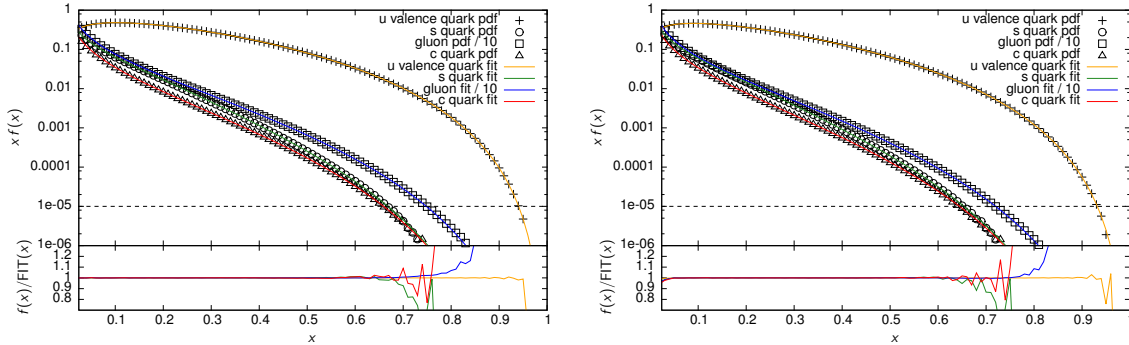 1
0.1
0.01
0.001
0.0001
1e-05
1e-06
x f(x)
u valence quark pdf
s quark pdf
gluon pdf / 10
c quark pdf
u valence quark fit
s quark fit
gluon fit / 10
c quark fit
1.2
1.1
1.0
0.9
0.8
f(x)/FIT(x)
0.1 0.2 0.3 0.4 0.5 0.6 0.7 0.8 0.9 1
x
1
0.1
0.01
0.001
0.0001
1e-05
1e-06
x f(x)
u valence quark pdf
s quark pdf
gluon pdf / 10
c quark pdf
u valence quark fit
s quark fit
gluon fit / 10
c quark fit
1.2
1.1
1.0
0.9
0.8
f(x)/FIT(x)
0.1 0.2 0.3 0.4 0.5 0.6 0.7 0.8 0.9 1
x